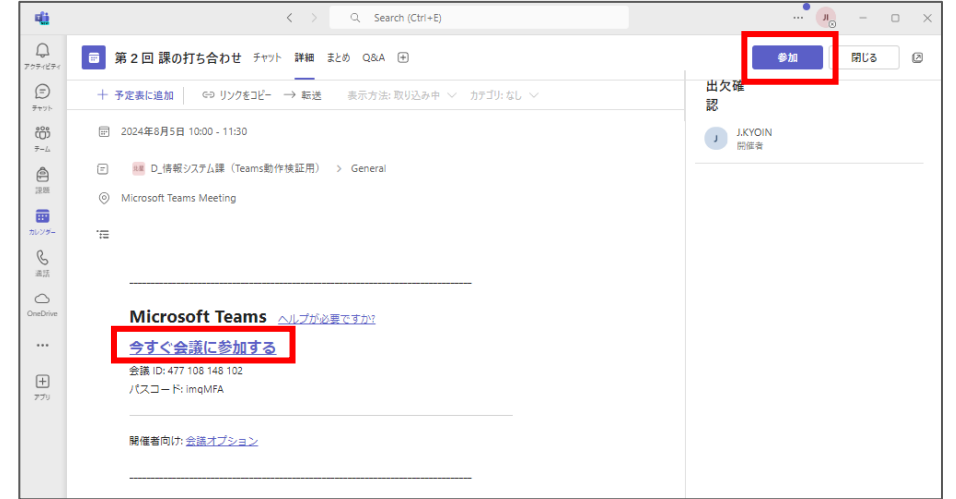 Search (Ctrl+E)
JI
アクティビティ
チャット
チーム
課題
カレンダー
通話
OneDrive
アプリ
第2回 課の打ち合わせ チャット 詳細 まとめ Q&A
参加 閉じる
予定表に追加 リンクをコピー 転送 表示方法: 取り込み中 カテゴリ: なし
2024年8月5日 10:00 - 11:30
D_情報システム課(Teams動作検証用) > General
Microsoft Teams Meeting
Microsoft Teams ヘルプが必要ですか?
今すぐ会議に参加する
会議 ID: 477 108 148 102
パスコード: imqMFA
開催者向け: 会議オプション
出欠確
認
J J.KYOIN
開催者